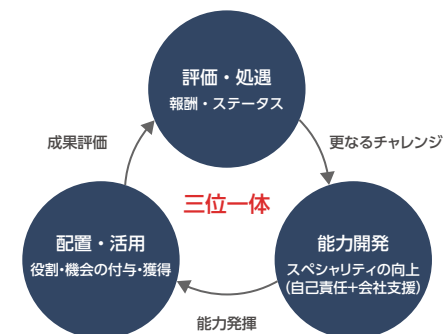 評価・処遇
報酬・ステータス
成果評価
更なるチャレンジ
三位一体
配置・活用
役割・機会の付与・獲得
能力開発
スペシャリティの向上
(自己責任+会社支援)
能力発揮